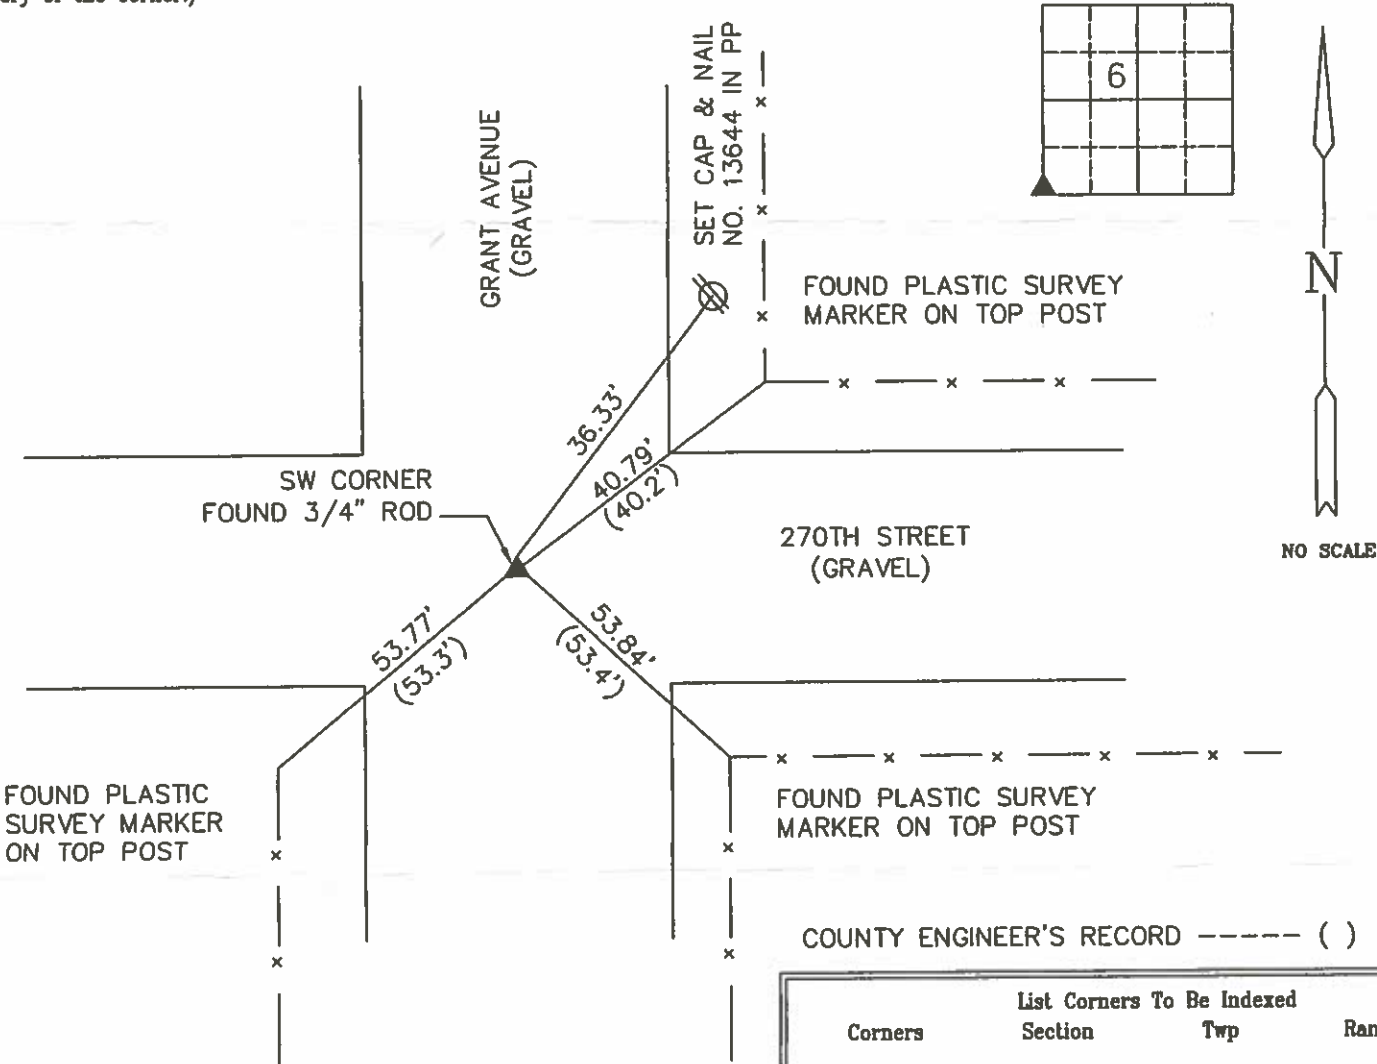 SET CAP & NAIL
NO. 13644 IN PP
6
GRANT AVENUE
(GRAVEL)
N
FOUND PLASTIC SURVEY
MARKER ON TOP POST
36.33'
40.79'
(40.2')
SW CORNER
FOUND 3/4" ROD
270TH STREET
(GRAVEL)
NO SCALE
53.77'
(53.3')
53.84'
(53.4')
FOUND PLASTIC
SURVEY MARKER
ON TOP POST
FOUND PLASTIC SURVEY
MARKER ON TOP POST
COUNTY ENGINEER'S RECORD ----- ( )
List Corners To Be Indexed
Corners Section Twp Ran